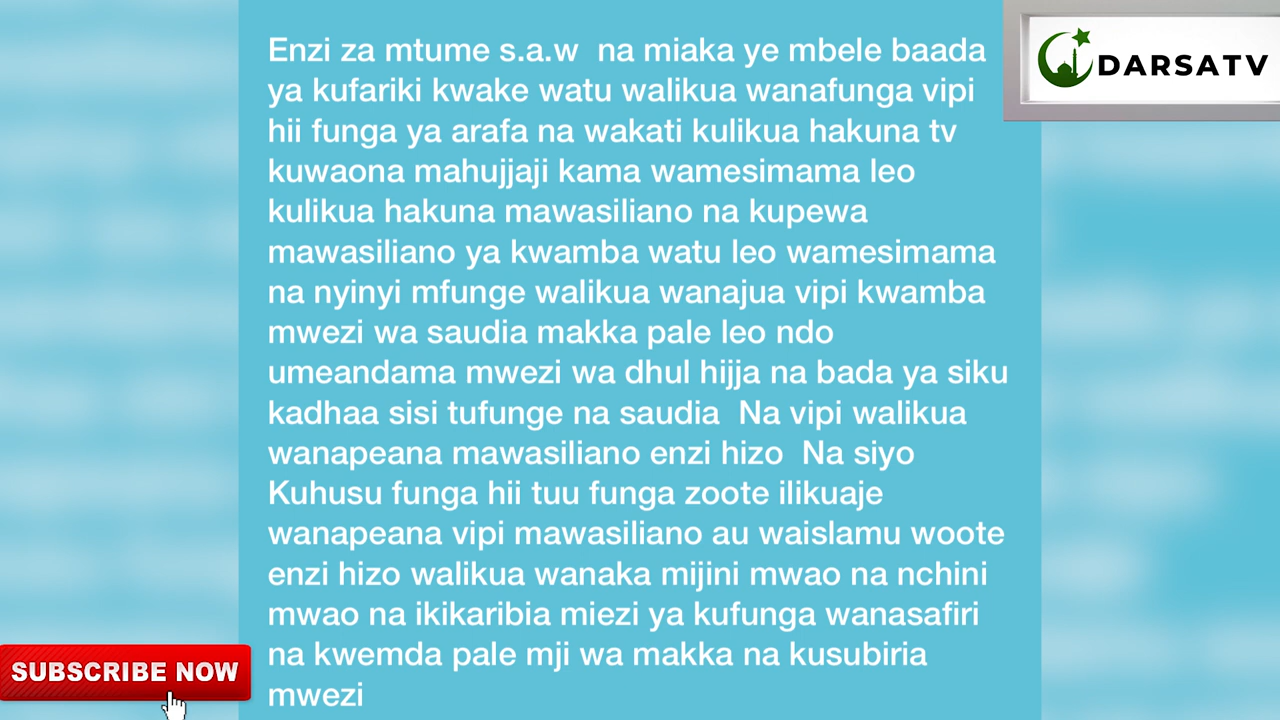 Enzi za mtume s.a.w na miaka ye mbele baada
ya kufariki kwake watu walikua wanafunga vipi
hii funga ya arafa na wakati kulikua hakuna tv
kuwaona mahujjaji kama wamesimama leo
kulikua hakuna mawasiliano na kupewa
mawasiliano ya kwamba watu leo wamesimama
na nyinyi mfunge walikua wanajua vipi kwamba
mwezi wa saudia makka pale leo ndo
umeandama mwezi wa dhul hijja na bada ya siku
kadhaa sisi tufunge na saudia Na vipi walikua
wanapeana mawasiliano enzi hizo Na siyo
Kuhusu funga hii tuu funga zoote ilikuaje
wanapeana vipi mawasiliano au waislamu woote
enzi hizo walikua wanaka mijini mwao na nchini
mwao na ikikaribia miezi ya kufunga wanasafiri
na kwemda pale mji wa makka na kusubiria
mwezi
DARSATV
SUBSCRIBE NOW